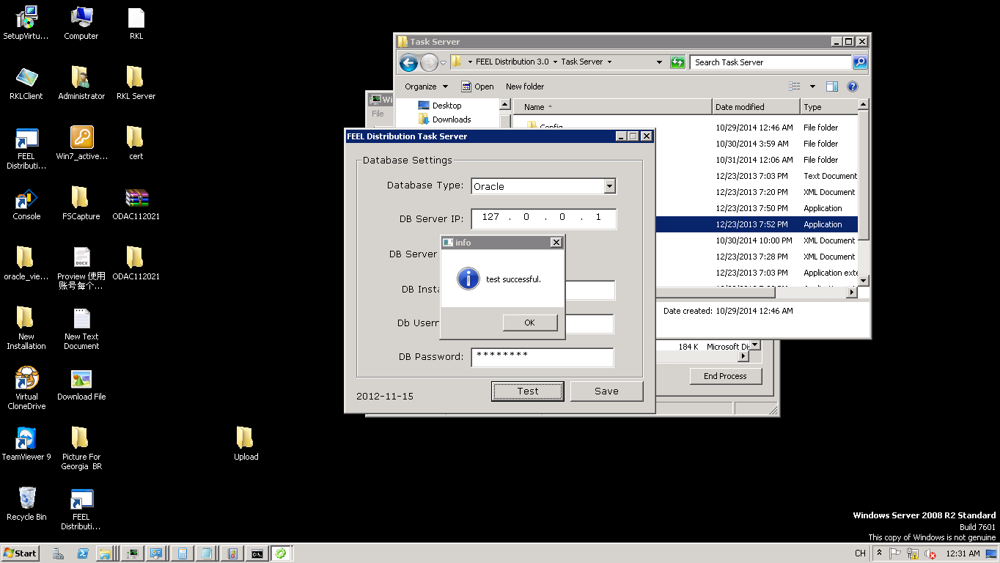 SetupVirtu...
Computer
RKL
RKLClient
Administrator
RKL Server
FEEL
Distributi...
Win7_active...
cert
Console
FSCapture
ODAC112021
oracle_vie...
Proview 使用
账号每个...
ODAC112021
New
Installation
New Text
Document
Virtual
CloneDrive
Download File
TeamViewer 9
Picture For
Georgia BR
Upload
Recycle Bin
FEEL
Distributi...
Task Server
FEEL Distribution 3.0
Task Server
Search Task Server
Organize
Open
New folder
Desktop
Downloads
Name
Date modified
Type
Config
10/29/2014 12:46 AM File folder
10/30/2014 3:59 AM File folder
10/31/2014 12:06 AM File folder
12/23/2013 7:03 PM Text Document
12/23/2013 7:20 PM XML Document
12/23/2013 7:50 PM Application
12/23/2013 7:52 PM Application
10/30/2014 10:00 PM XML Document
12/23/2013 7:28 PM XML Document
12/23/2013 7:03 PM Application exte
Date created: 10/29/2014 12:46 AM
Wi
File
184 K Microsoft Di
End Process
FEEL Distribution Task Server
Database Settings
Database Type: Oracle
DB Server IP: 127 . 0 . 0 . 1
DB Server
DB Insta
Db Usern
DB Password: ********
2012-11-15
Test
Save
info
test successful.
OK
Windows Server 2008 R2 Standard
Build 7601
This copy of Windows is not genuine
Start
CH
12:31 AM